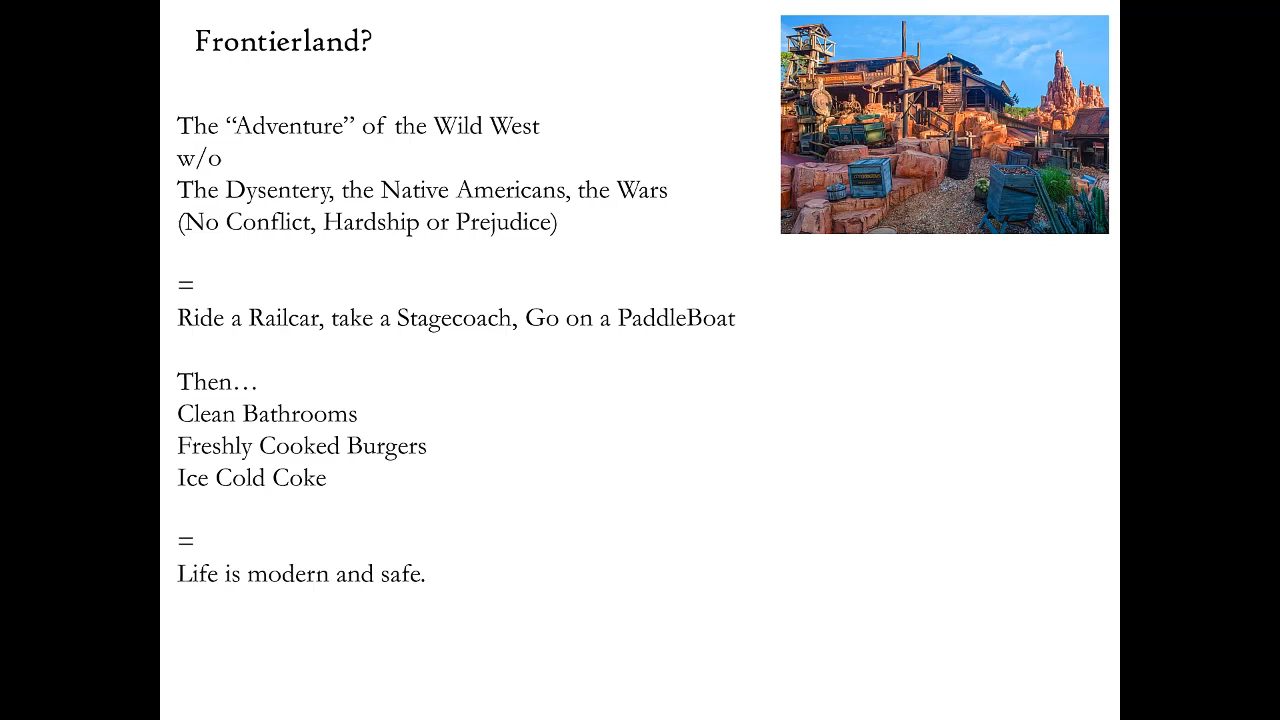 Frontierland?
The “Adventure” of the Wild West
w/o
The Dysentery, the Native Americans, the Wars
(No Conflict, Hardship or Prejudice)
=
Ride a Railcar, take a Stagecoach, Go on a PaddleBoat
Then…
Clean Bathrooms
Freshly Cooked Burgers
Ice Cold Coke
=
Life is modern and safe.